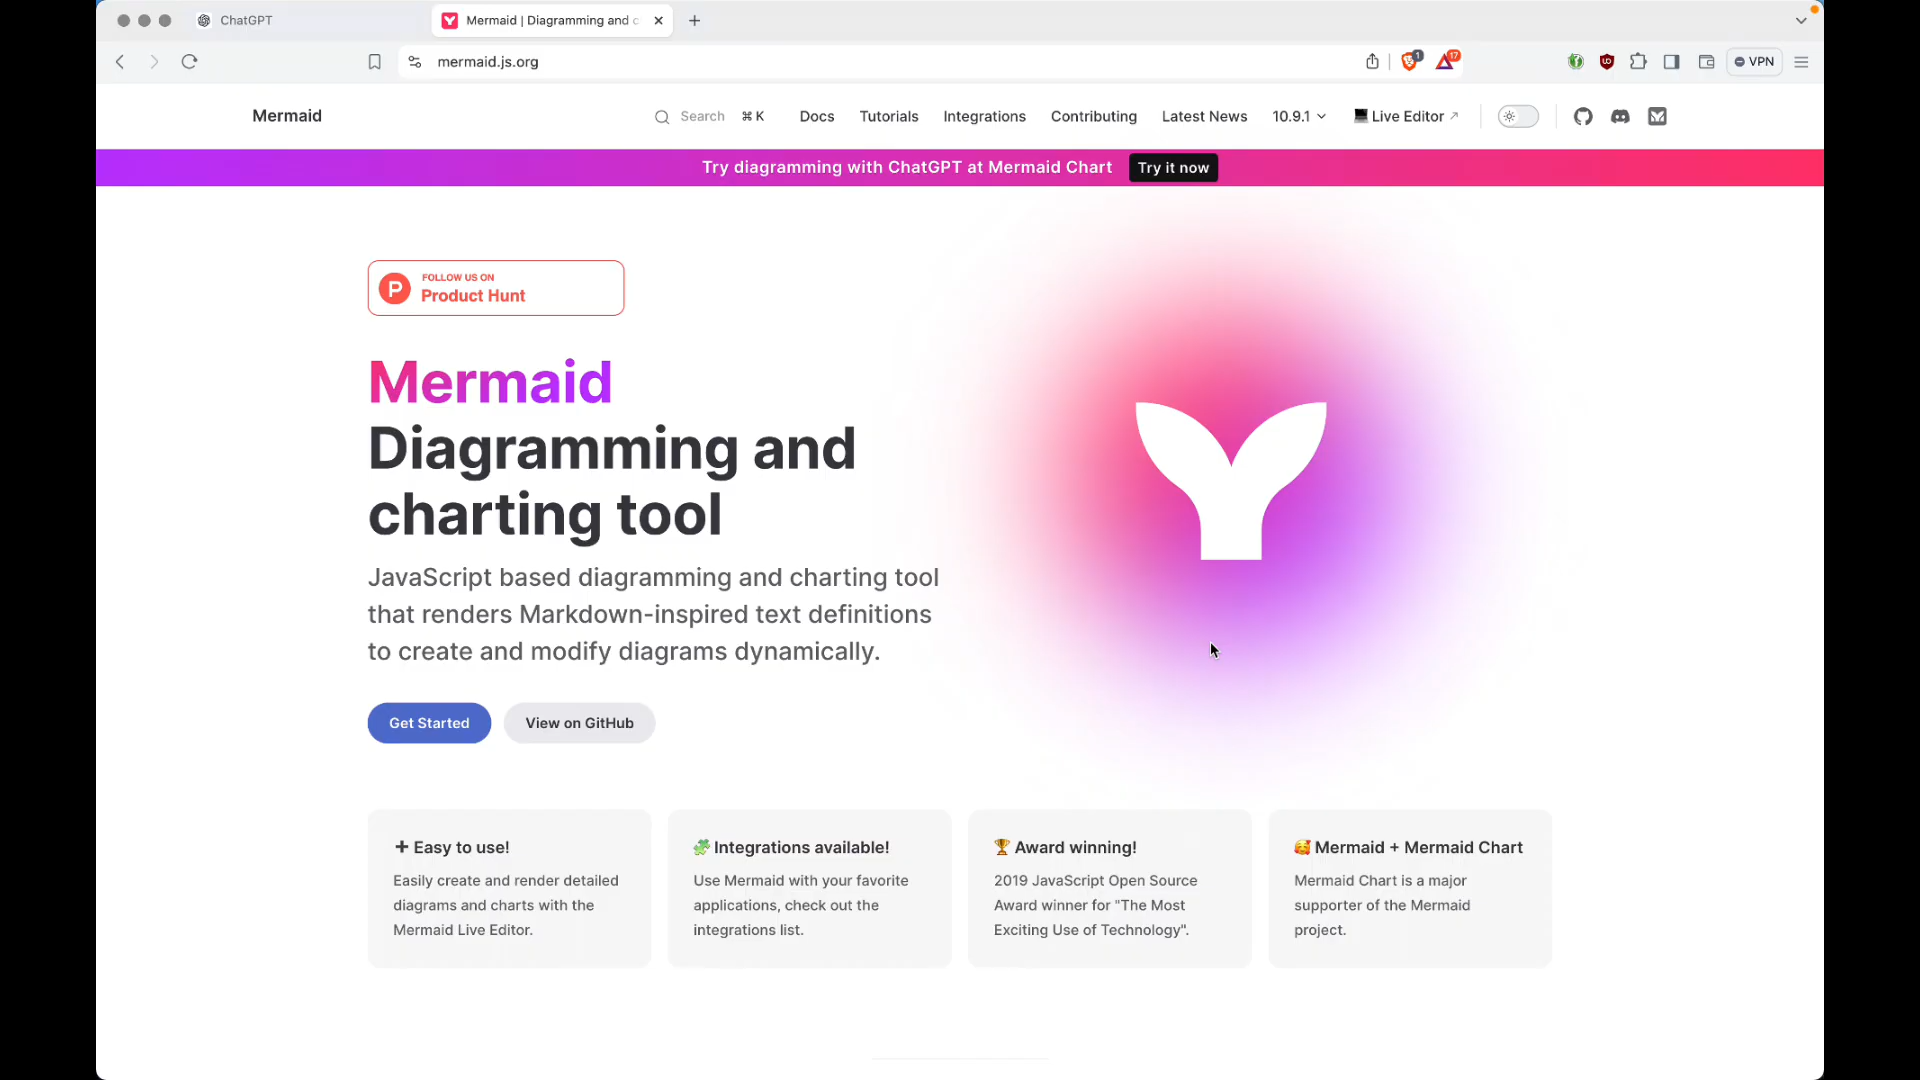 ChatGPT
Mermaid | Diagramming and c
mermaid.js.org
1
17
VPN
Mermaid
Search ⌘ K
Docs
Tutorials
Integrations
Contributing
Latest News
10.9.1
Live Editor
Try diagramming with ChatGPT at Mermaid Chart
Try it now
P
FOLLOW US ON
Product Hunt
Mermaid
Diagramming and
charting tool
JavaScript based diagramming and charting tool
that renders Markdown-inspired text definitions
to create and modify diagrams dynamically.
Get Started
View on GitHub
➕ Easy to use!
Easily create and render detailed
diagrams and charts with the
Mermaid Live Editor.
🧩 Integrations available!
Use Mermaid with your favorite
applications, check out the
integrations list.
🏆 Award winning!
2019 JavaScript Open Source
Award winner for "The Most
Exciting Use of Technology".
🥰 Mermaid + Mermaid Chart
Mermaid Chart is a major
supporter of the Mermaid
project.